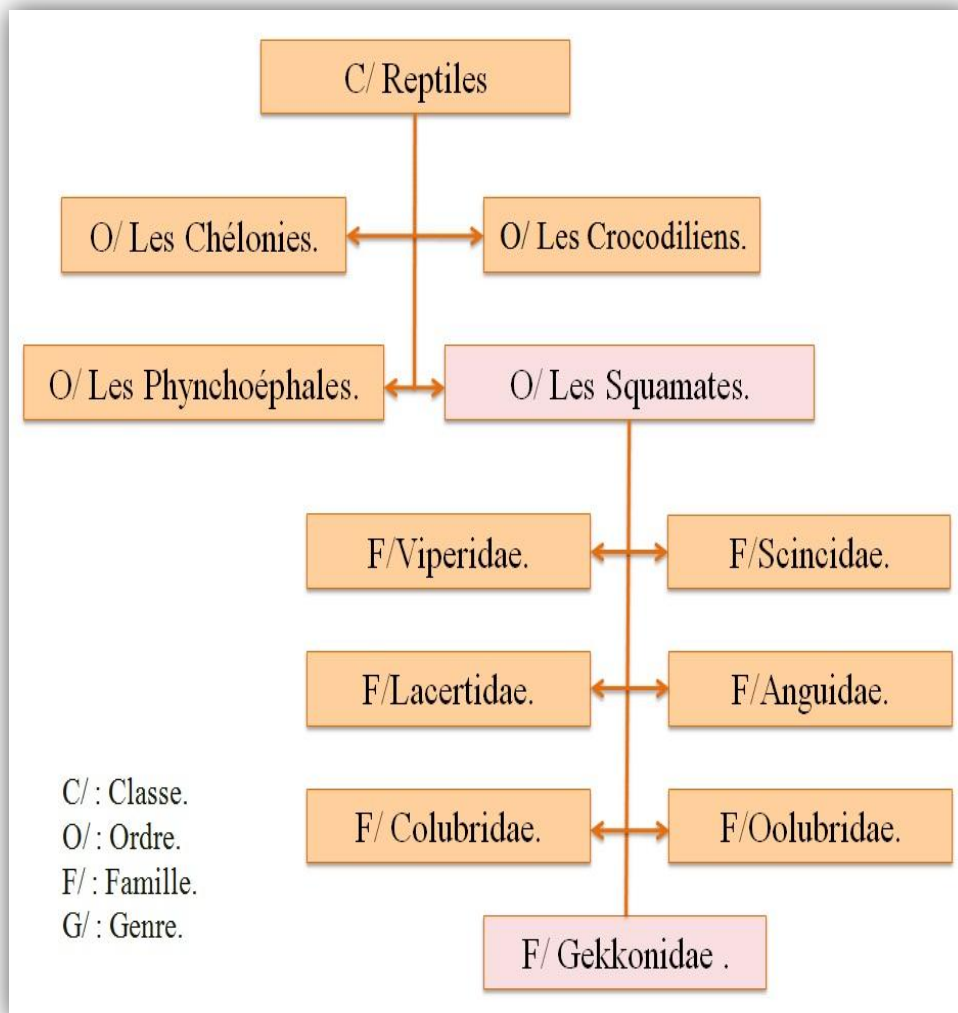 C/ Reptiles
O/ Les Chélonies.
O/ Les Crocodiliens.
O/ Les Phynchoéphales.
O/ Les Squamates.
F/Viperidae.
F/Scincidae.
F/Lacertidae.
F/Anguidae.
F/ Colubridae.
F/Oolubridae.
F/ Gekkonidae .
C/ : Classe.
O/ : Ordre.
F/ : Famille.
G/ : Genre.